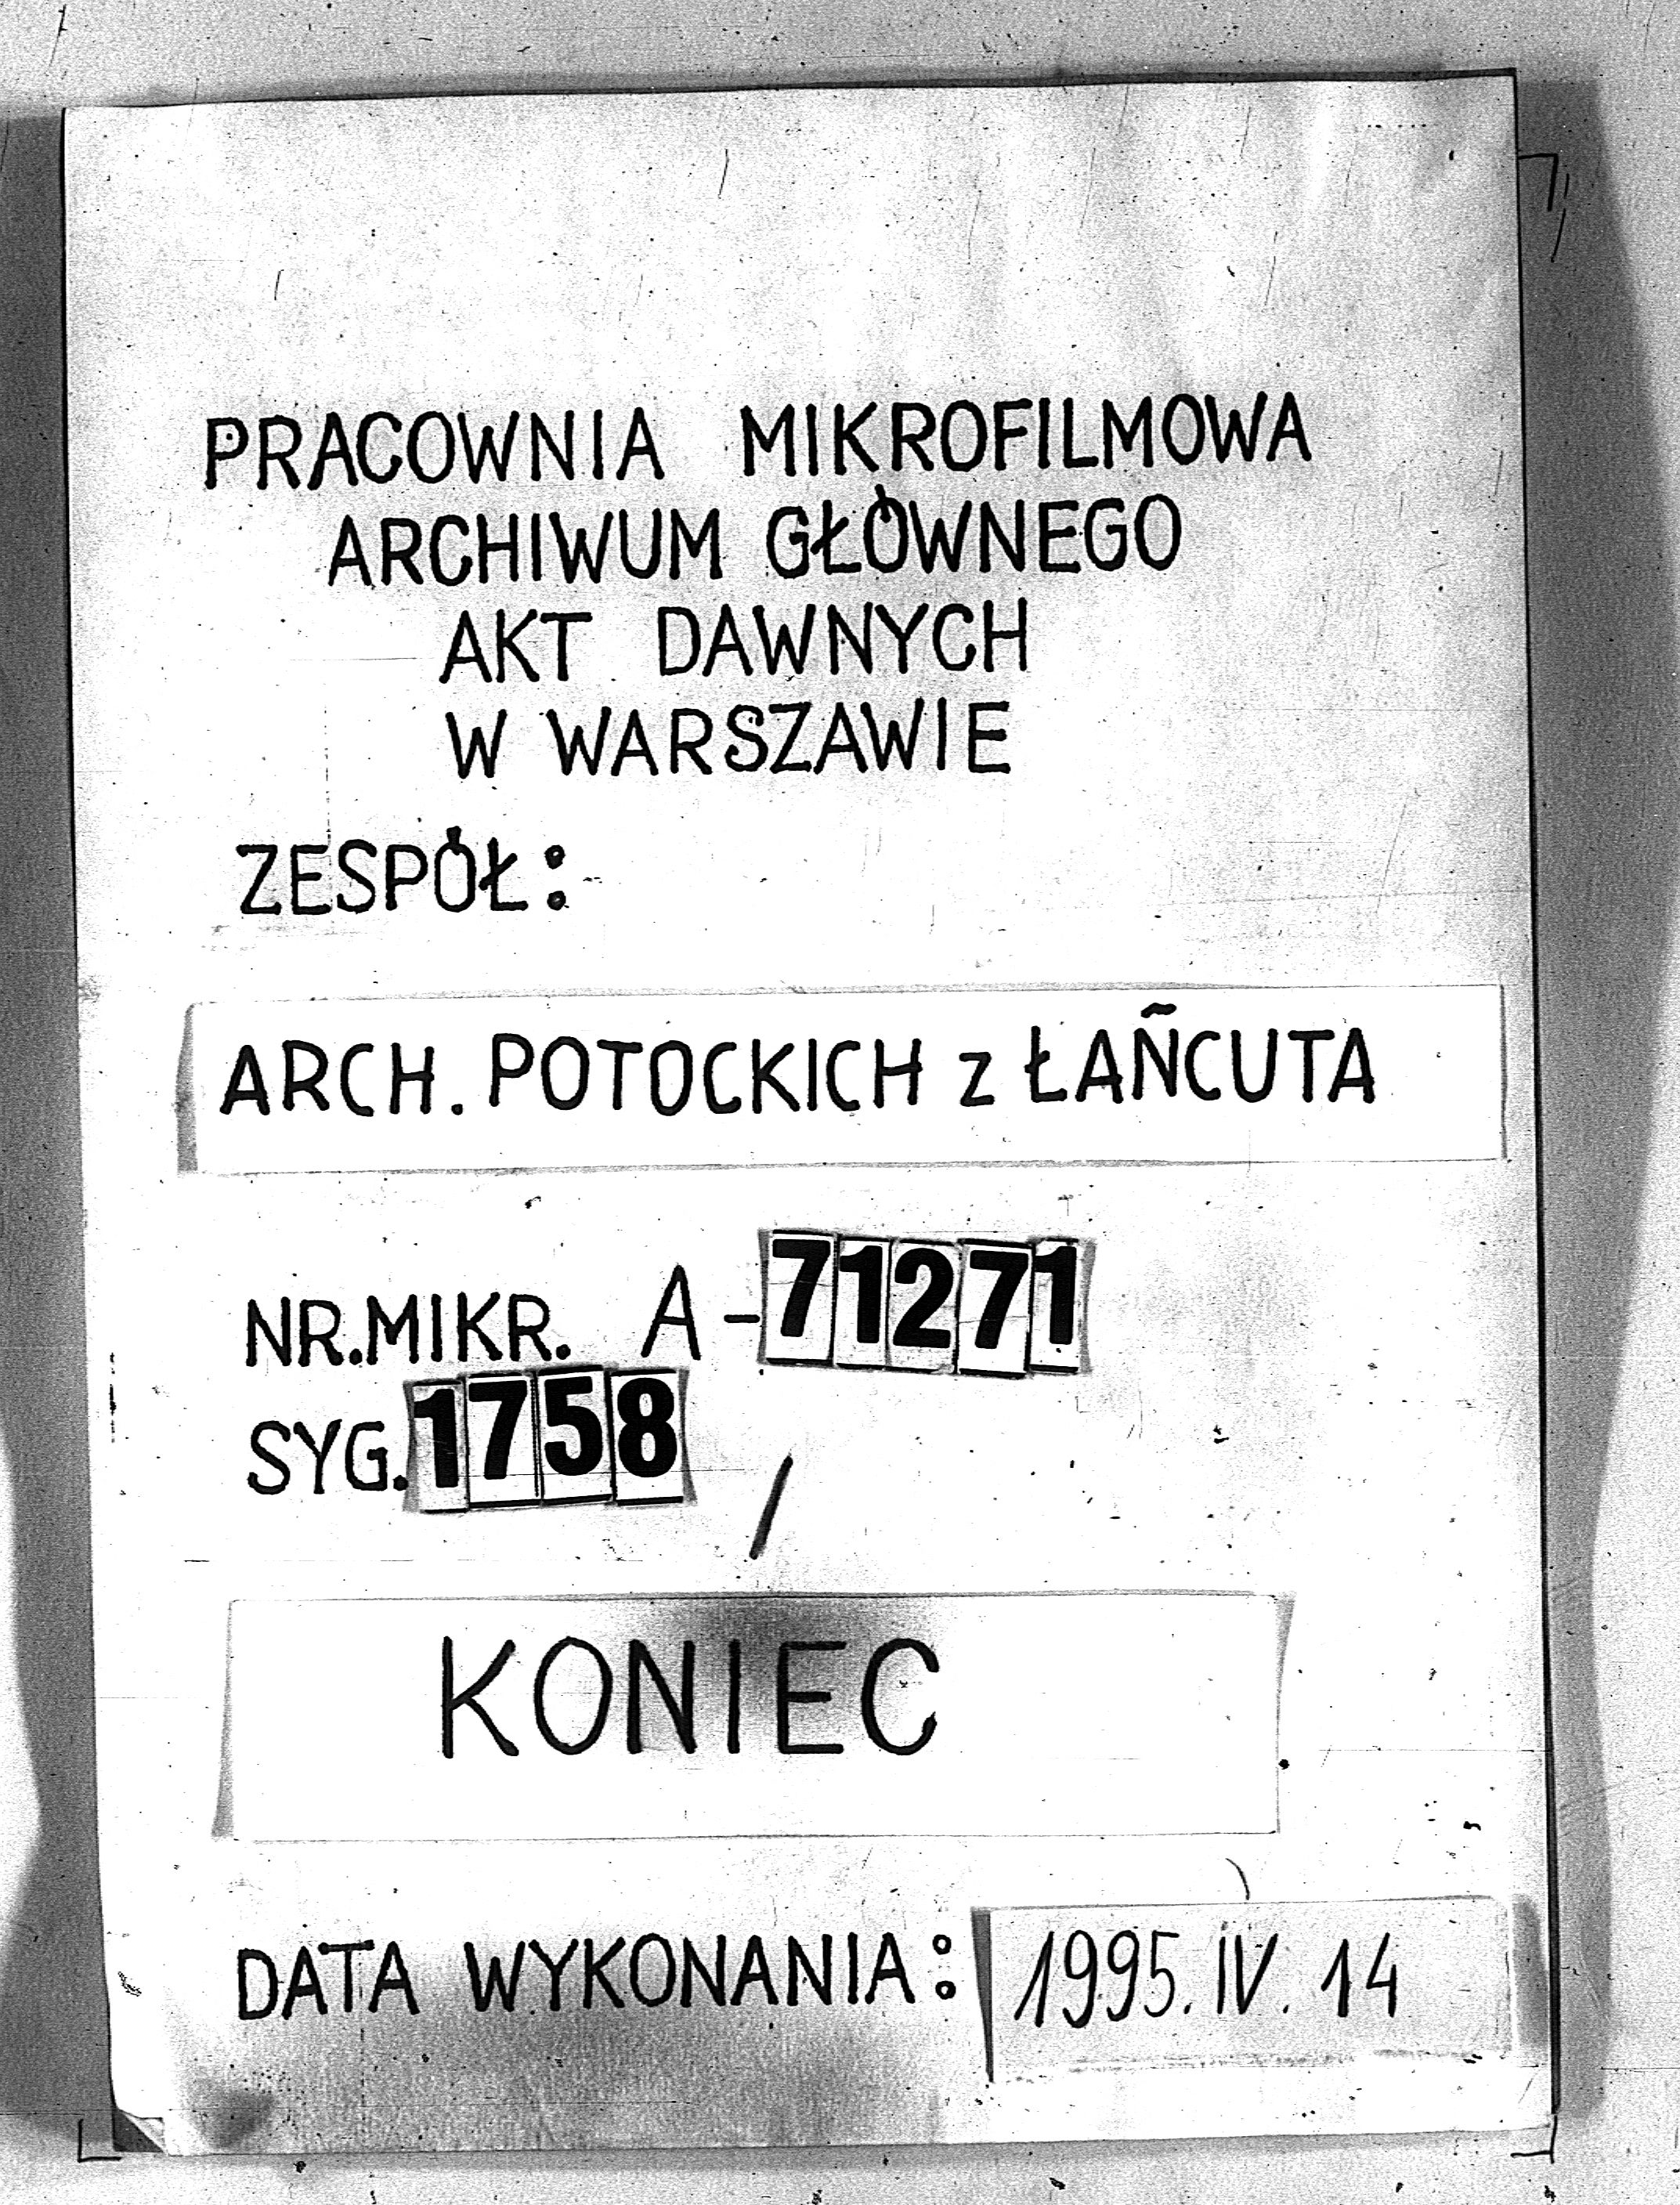 PRACOWNIA MIKROFILMOWA
ARCHIWUM GŁÓWNEGO
AKT DAWNYCH
W WARSZAWIE
ZESPÓŁ:
ARCH. POTOCKICH z ŁAŃCUTA
NR. MIKR. A-71271
SYG. 1758 /
KONIEC
DATA WYKONANIA: 1995. IV. 14